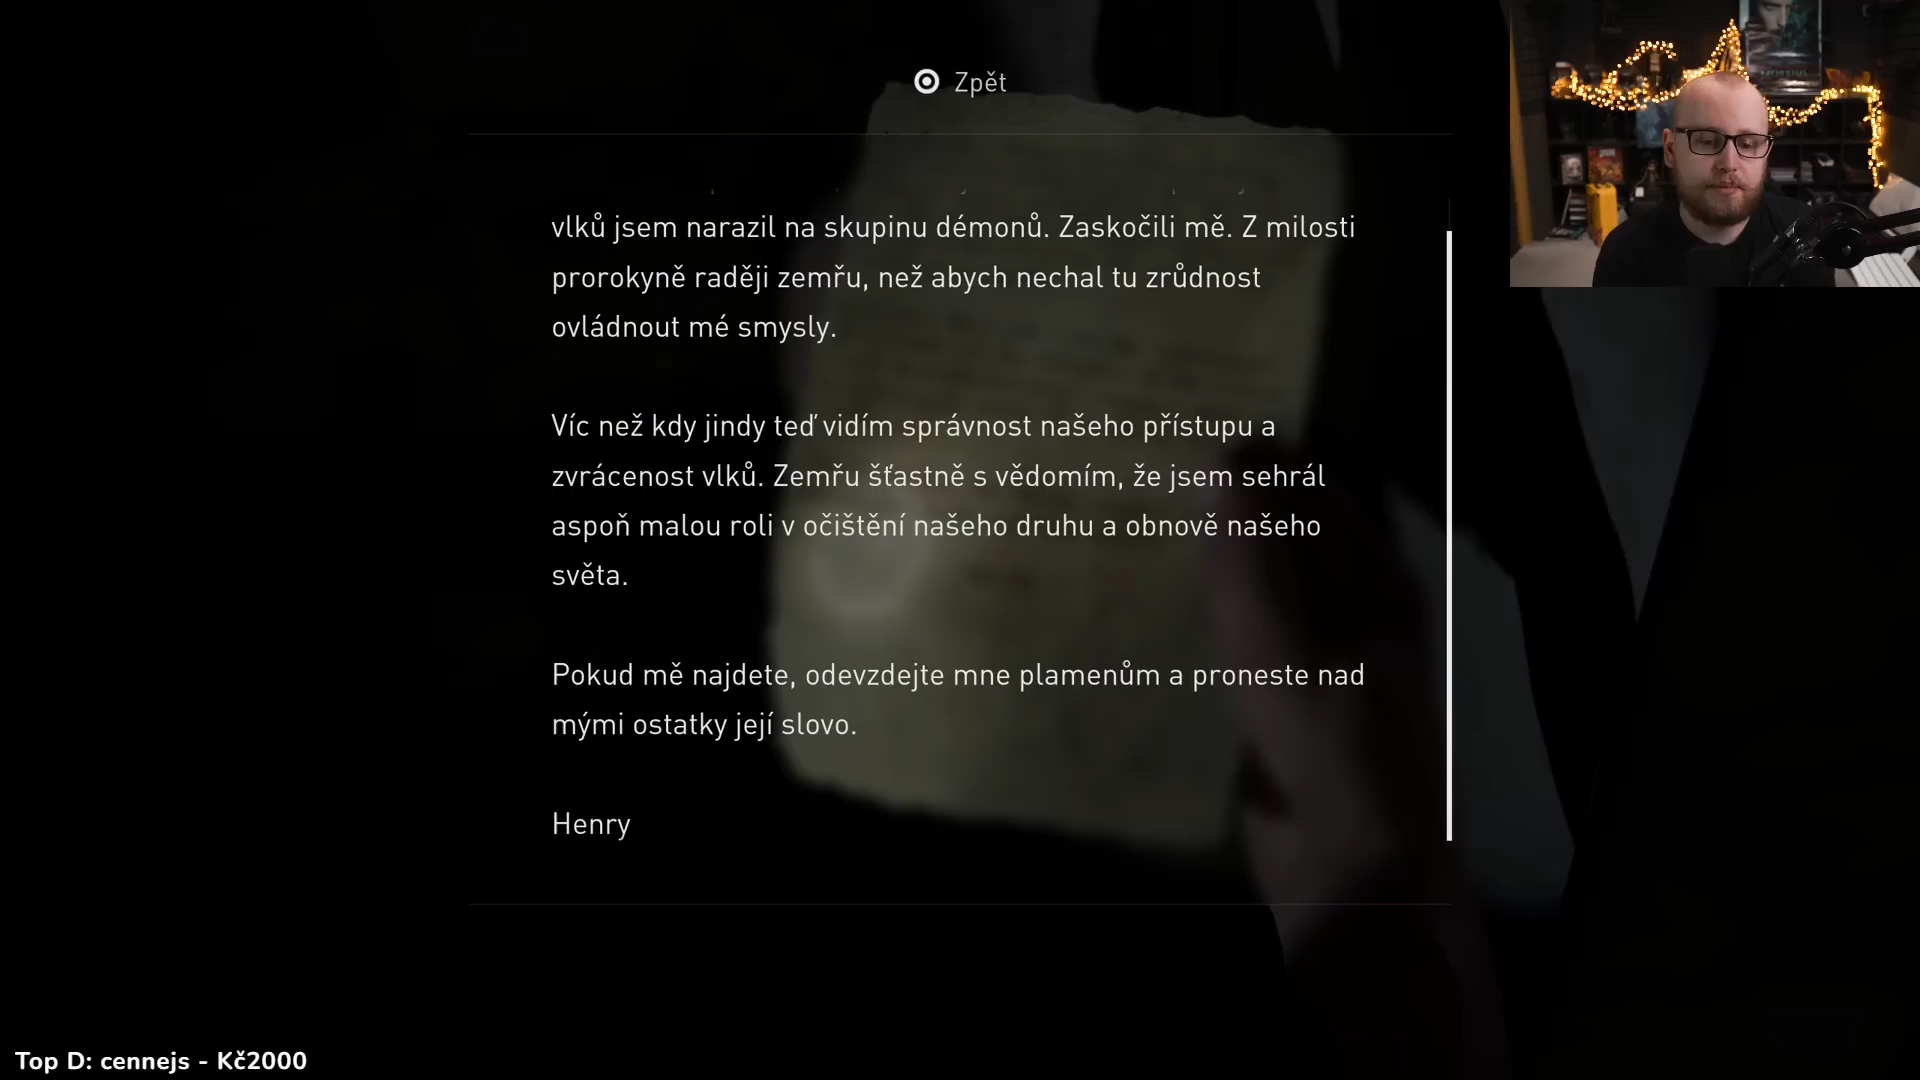 Zpět
vlků jsem narazil na skupinu démonů. Zaskočili mě. Z milosti
prorokyně raději zemřu, než abych nechal tu zrůdnost
ovládnout mé smysly.
Víc než kdy jindy teď vidím správnost našeho přístupu a
zvrácenost vlků. Zemřu šťastně s vědomím, že jsem sehrál
aspoň malou roli v očištění našeho druhu a obnově našeho
světa.
Pokud mě najdete, odevzdejte mne plamenům a proneste nad
mými ostatky její slovo.
Henry
Top D: cennejs - Kč2000